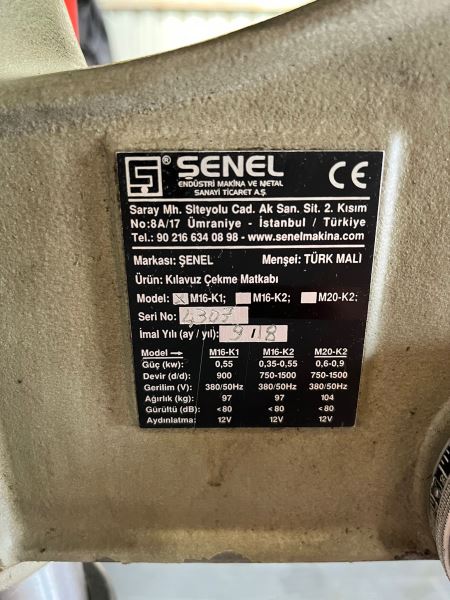 ® ŞENEL CE
ENDÜSTRİ MAKİNA VE METAL
SANAYİ TİCARET A.Ş.
Saray Mh. Siteyolu Cad. Ak San. Sit. 2. Kısım
No:8A/17 Ümraniye - İstanbul / Türkiye
Tel.: 90 216 634 08 98 - www.senelmakina.com
Markası: ŞENEL Menşei: TÜRK MALI
Ürün: Kılavuz Çekme Matkabı
Model: M16-K1; M16-K2; M20-K2;
Seri No: 4307
İmal Yılı (ay / yıl): 9 / 8
Model M16-K1 M16-K2 M20-K2
Güç (kw): 0,55 0,35-0,55 0,6-0.9
Devir (d/d): 900 750-1500 750-1500
Gerilim (V): 380/50Hz 380/50Hz 380/50Hz
Ağırlık (kg): 97 97 104
Gürültü (dB): <80 <80 <80
Aydınlatma: 12V 12V 12V